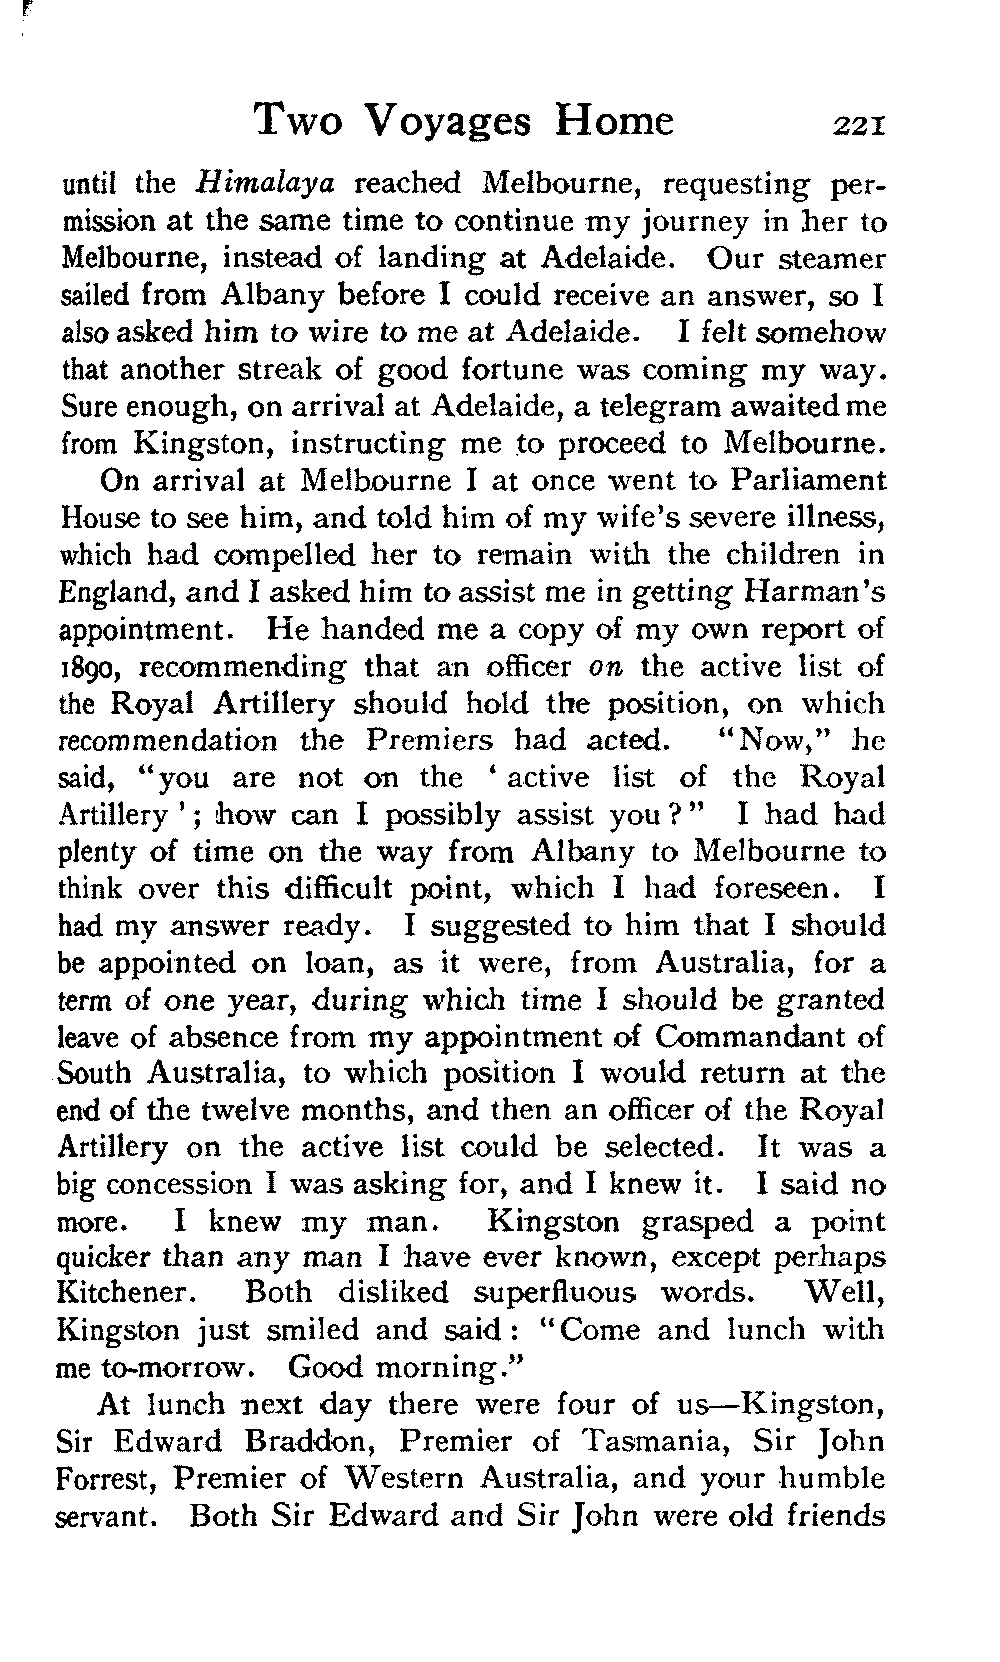 Two Voyages Home 221
until the Himalaya reached Melbourne, requesting per-
mission at the same time to continue my journey in her to
Melbourne, instead of landing at Adelaide. Our steamer
sailed from Albany before I could receive an answer, so I
also asked him to wire to me at Adelaide. I felt somehow
that another streak of good fortune was coming my way.
Sure enough, on arrival at Adelaide, a telegram awaited me
from Kingston, instructing me to proceed to Melbourne.
On arrival at Melbourne I at once went to Parliament
House to see him, and told him of my wife's severe illness,
which had compelled her to remain with the children in
England, and I asked him to assist me in getting Harman's
appointment. He handed me a copy of my own report of
1890, recommending that an officer on the active list of
the Royal Artillery should hold the position, on which
recommendation the Premiers had acted. "Now," he
said, "you are not on the ' active list of the Royal
Artillery '; how can I possibly assist you?" I had had
plenty of time on the way from Albany to Melbourne to
think over this difficult point, which I had foreseen. I
had my answer ready. I suggested to him that I should
be appointed on loan, as it were, from Australia, for a
term of one year, during which time I should be granted
leave of absence from my appointment of Commandant of
South Australia, to which position I would return at the
end of the twelve months, and then an officer of the Royal
Artillery on the active list could be selected. It was a
big concession I was asking for, and I knew it. I said no
more. I knew my man. Kingston grasped a point
quicker than any man I have ever known, except perhaps
Kitchener. Both disliked superfluous words. Well,
Kingston just smiled and said: "Come and lunch with
me to-morrow. Good morning."
At lunch next day there were four of us—Kingston,
Sir Edward Braddon, Premier of Tasmania, Sir John
Forrest, Premier of Western Australia, and your humble
servant. Both Sir Edward and Sir John were old friends